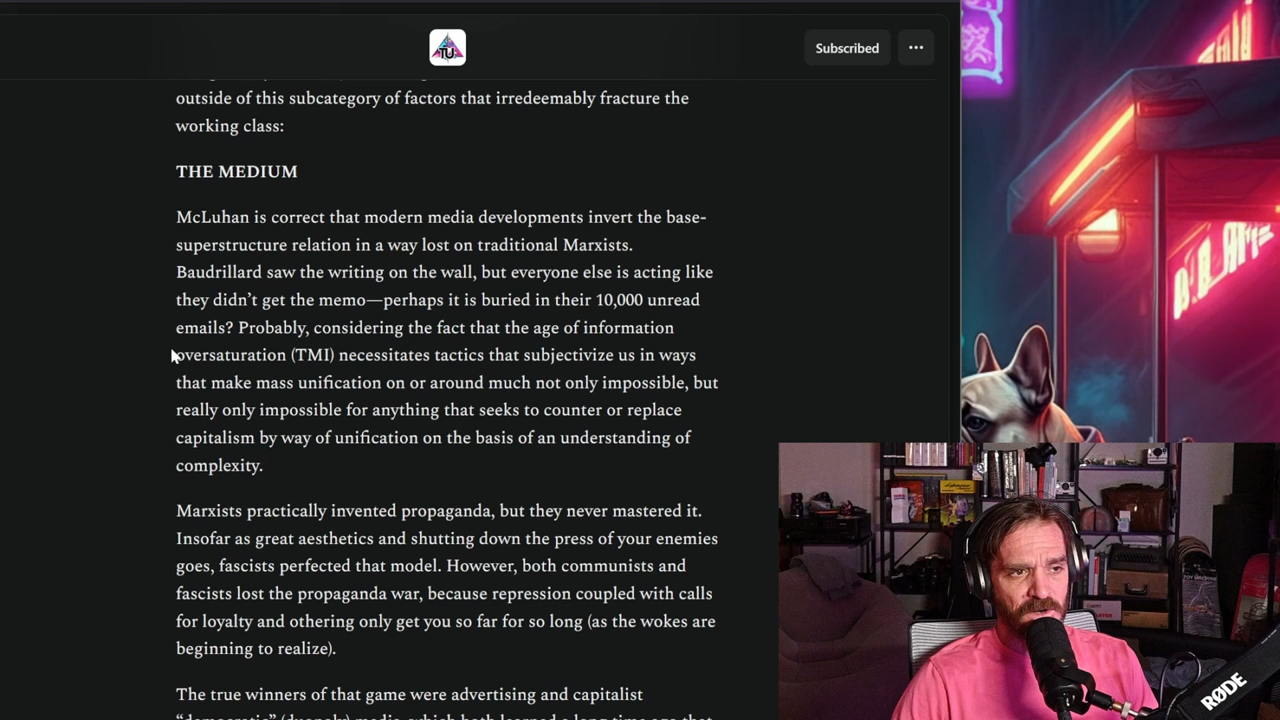 TU
Subscribed
outside of this subcategory of factors that irredeemably fracture the
working class:
THE MEDIUM
McLuhan is correct that modern media developments invert the base-
superstructure relation in a way lost on traditional Marxists.
Baudrillard saw the writing on the wall, but everyone else is acting like
they didn’t get the memo—perhaps it is buried in their 10,000 unread
emails? Probably, considering the fact that the age of information
oversaturation (TMI) necessitates tactics that subjectivize us in ways
that make mass unification on or around much not only impossible, but
really only impossible for anything that seeks to counter or replace
capitalism by way of unification on the basis of an understanding of
complexity.
Marxists practically invented propaganda, but they never mastered it.
Insofar as great aesthetics and shutting down the press of your enemies
goes, fascists perfected that model. However, both communists and
fascists lost the propaganda war, because repression coupled with calls
for loyalty and othering only get you so far for so long (as the wokes are
beginning to realize).
The true winners of that game were advertising and capitalist
RØDE